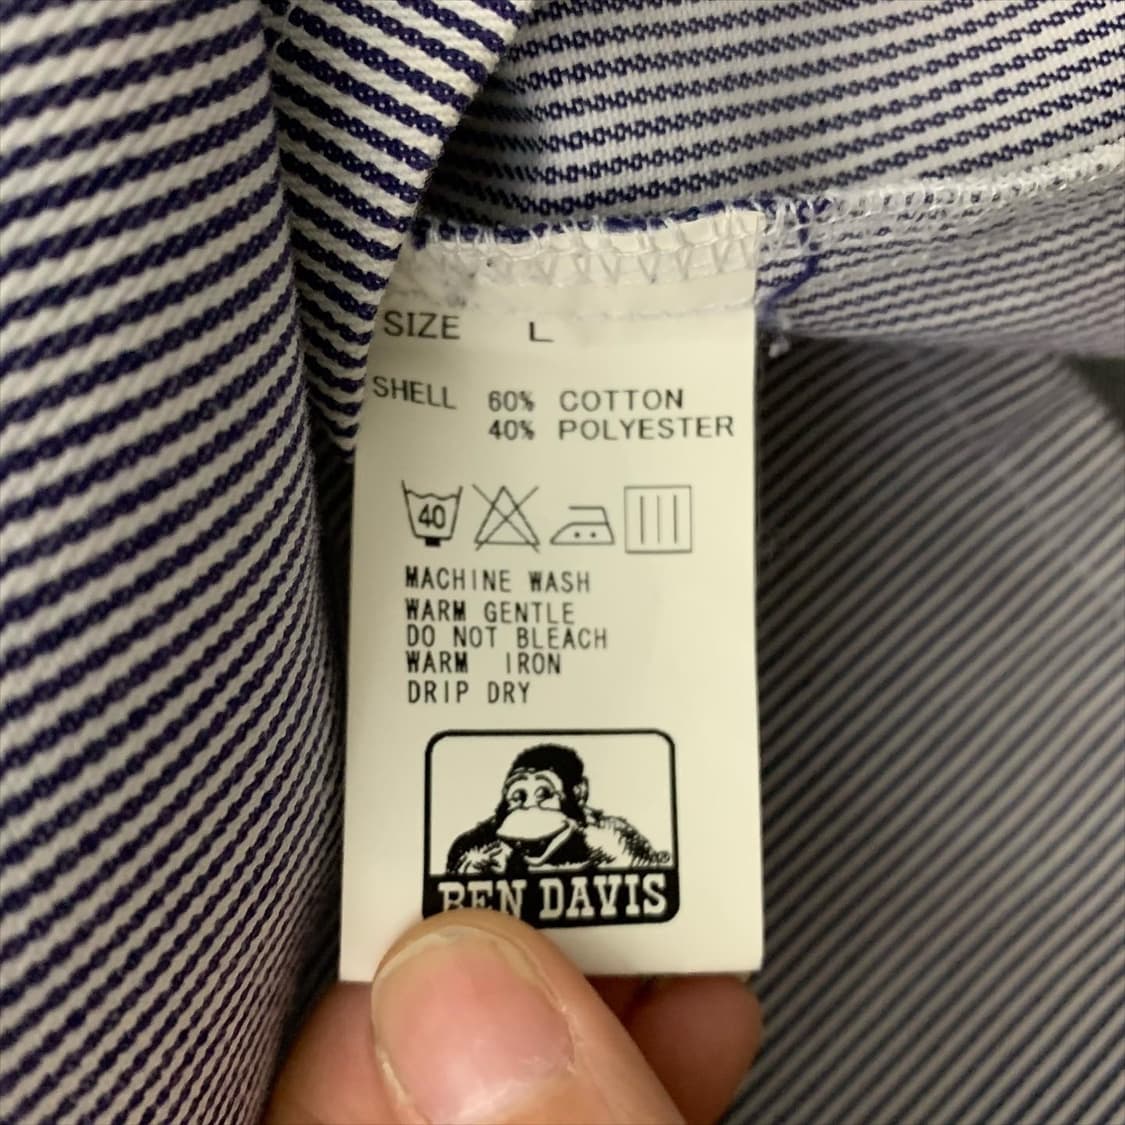 SIZE L
SHELL 60% COTTON
40% POLYESTER
40
MACHINE WASH
WARM GENTLE
DO NOT BLEACH
WARM IRON
DRIP DRY
®
BEN DAVIS